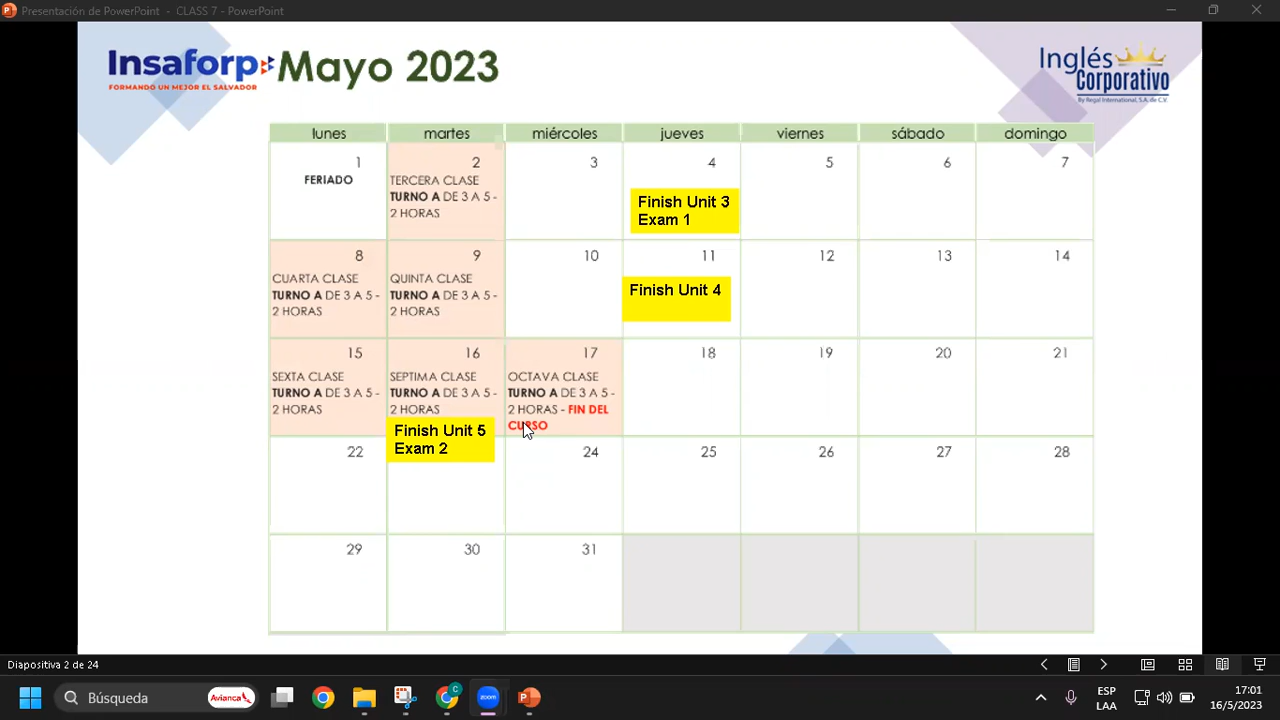 Presentación de PowerPoint - CLASS 7 - PowerPoint
Insaforp
FORMANDO UN MEJOR EL SALVADOR
Mayo 2023
Inglés
Corporativo
By Regal International, S.A. de C.V.
lunes martes miércoles jueves viernes sábado domingo
1 2 3 4 5 6 7
FERIADO
TERCERA CLASE
TURNO A DE 3 A 5 -
2 HORAS
Finish Unit 3
Exam 1
8 9 10 11 12 13 14
CUARTA CLASE
TURNO A DE 3 A 5 -
2 HORAS
QUINTA CLASE
TURNO A DE 3 A 5 -
2 HORAS
Finish Unit 4
15 16 17 18 19 20 21
SEXTA CLASE
TURNO A DE 3 A 5 -
2 HORAS
SEPTIMA CLASE
TURNO A DE 3 A 5 -
2 HORAS
Finish Unit 5
Exam 2
OCTAVA CLASE
TURNO A DE 3 A 5 -
2 HORAS - FIN DEL
CURSO
22 24 25 26 27 28
29 30 31
Diapositiva 2 de 24
Búsqueda
Avianca
zoom
ESP
LAA
17:01
16/5/2023